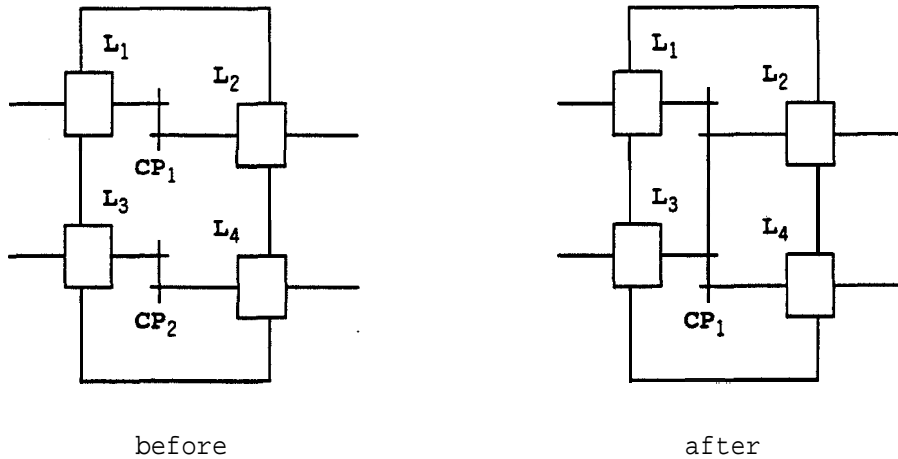 L₁
L₂
CP₁
L₃
L₄
CP₂
before
L₁
L₂
L₃
L₄
CP₁
after